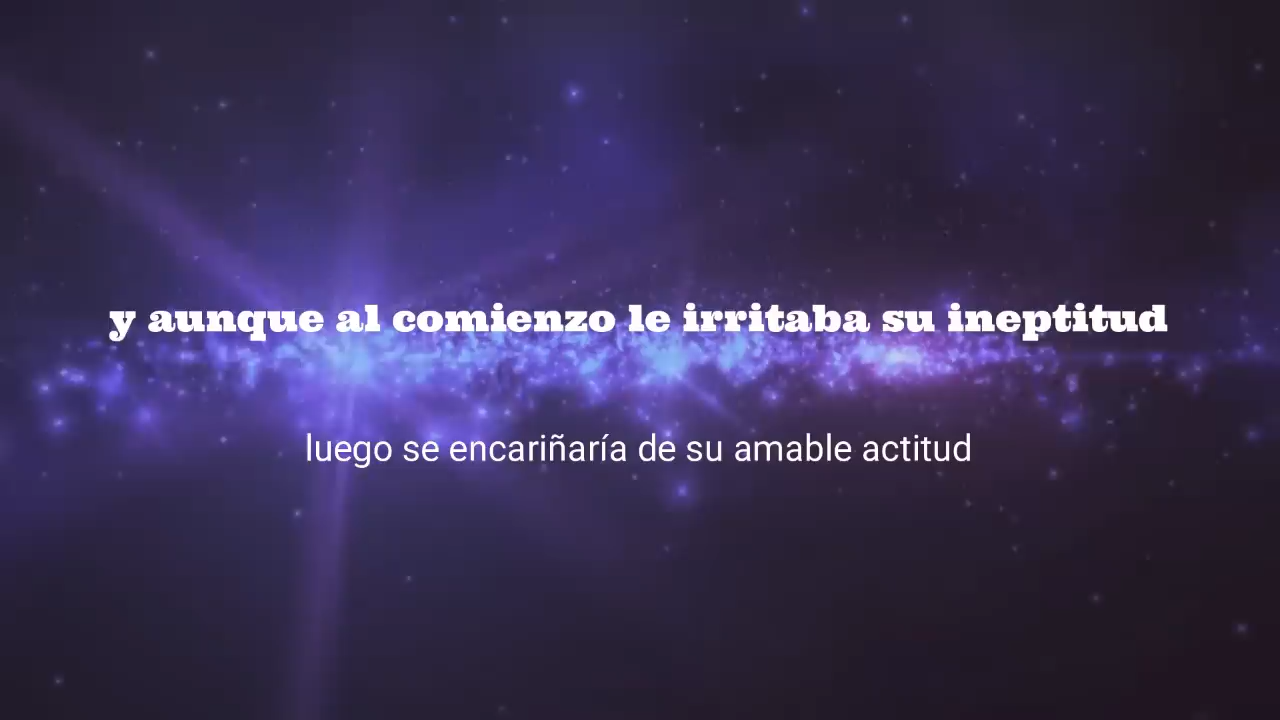 y aunque al comienzo le irritaba su ineptitud
luego se encariñaría de su amable actitud